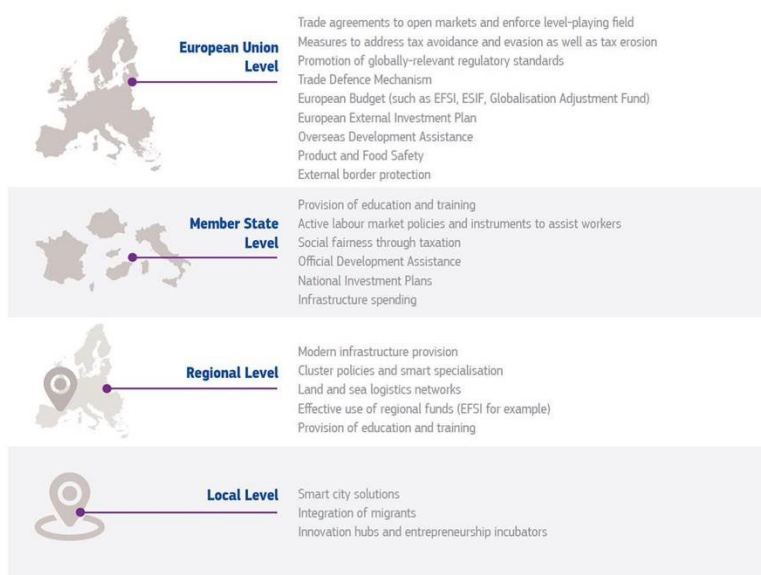 European Union
Level
Trade agreements to open markets and enforce level-playing field
Measures to address tax avoidance and evasion as well as tax erosion
Promotion of globally-relevant regulatory standards
Trade Defence Mechanism
European Budget (such as EFSI, ESIF, Globalisation Adjustment Fund)
European External Investment Plan
Overseas Development Assistance
Product and Food Safety
External border protection
Member State
Level
Provision of education and training
Active labour market policies and instruments to assist workers
Social fairness through taxation
Official Development Assistance
National Investment Plans
Infrastructure spending
Regional Level
Modern infrastructure provision
Cluster policies and smart specialisation
Land and sea logistics networks
Effective use of regional funds (EFSI for example)
Provision of education and training
Local Level
Smart city solutions
Integration of migrants
Innovation hubs and entrepreneurship incubators